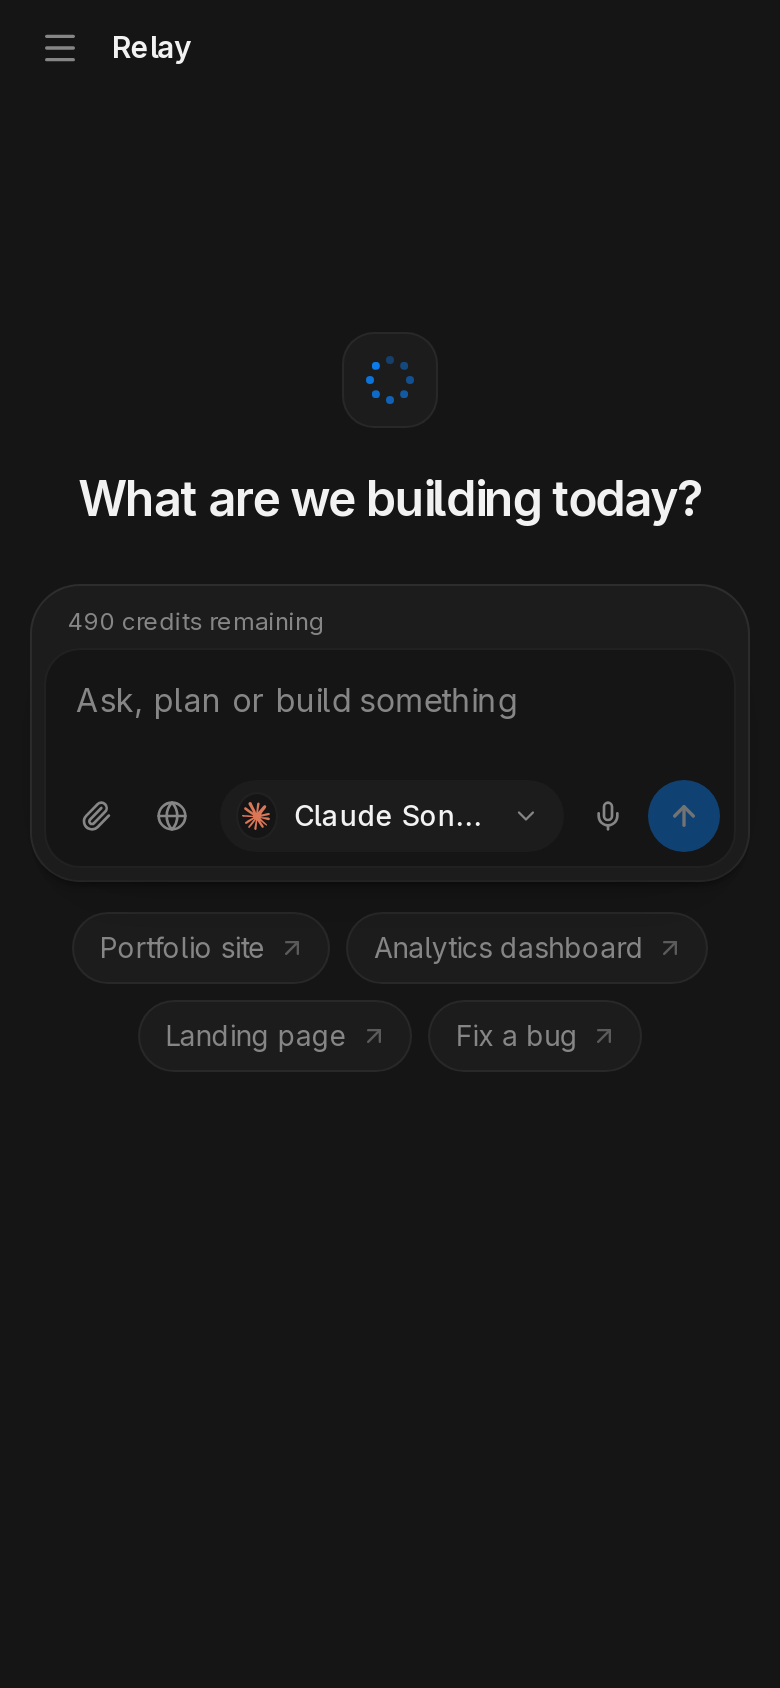 Relay
What are we building today?
490 credits remaining
Ask, plan or build something
Claude Son...
Portfolio site
Analytics dashboard
Landing page
Fix a bug